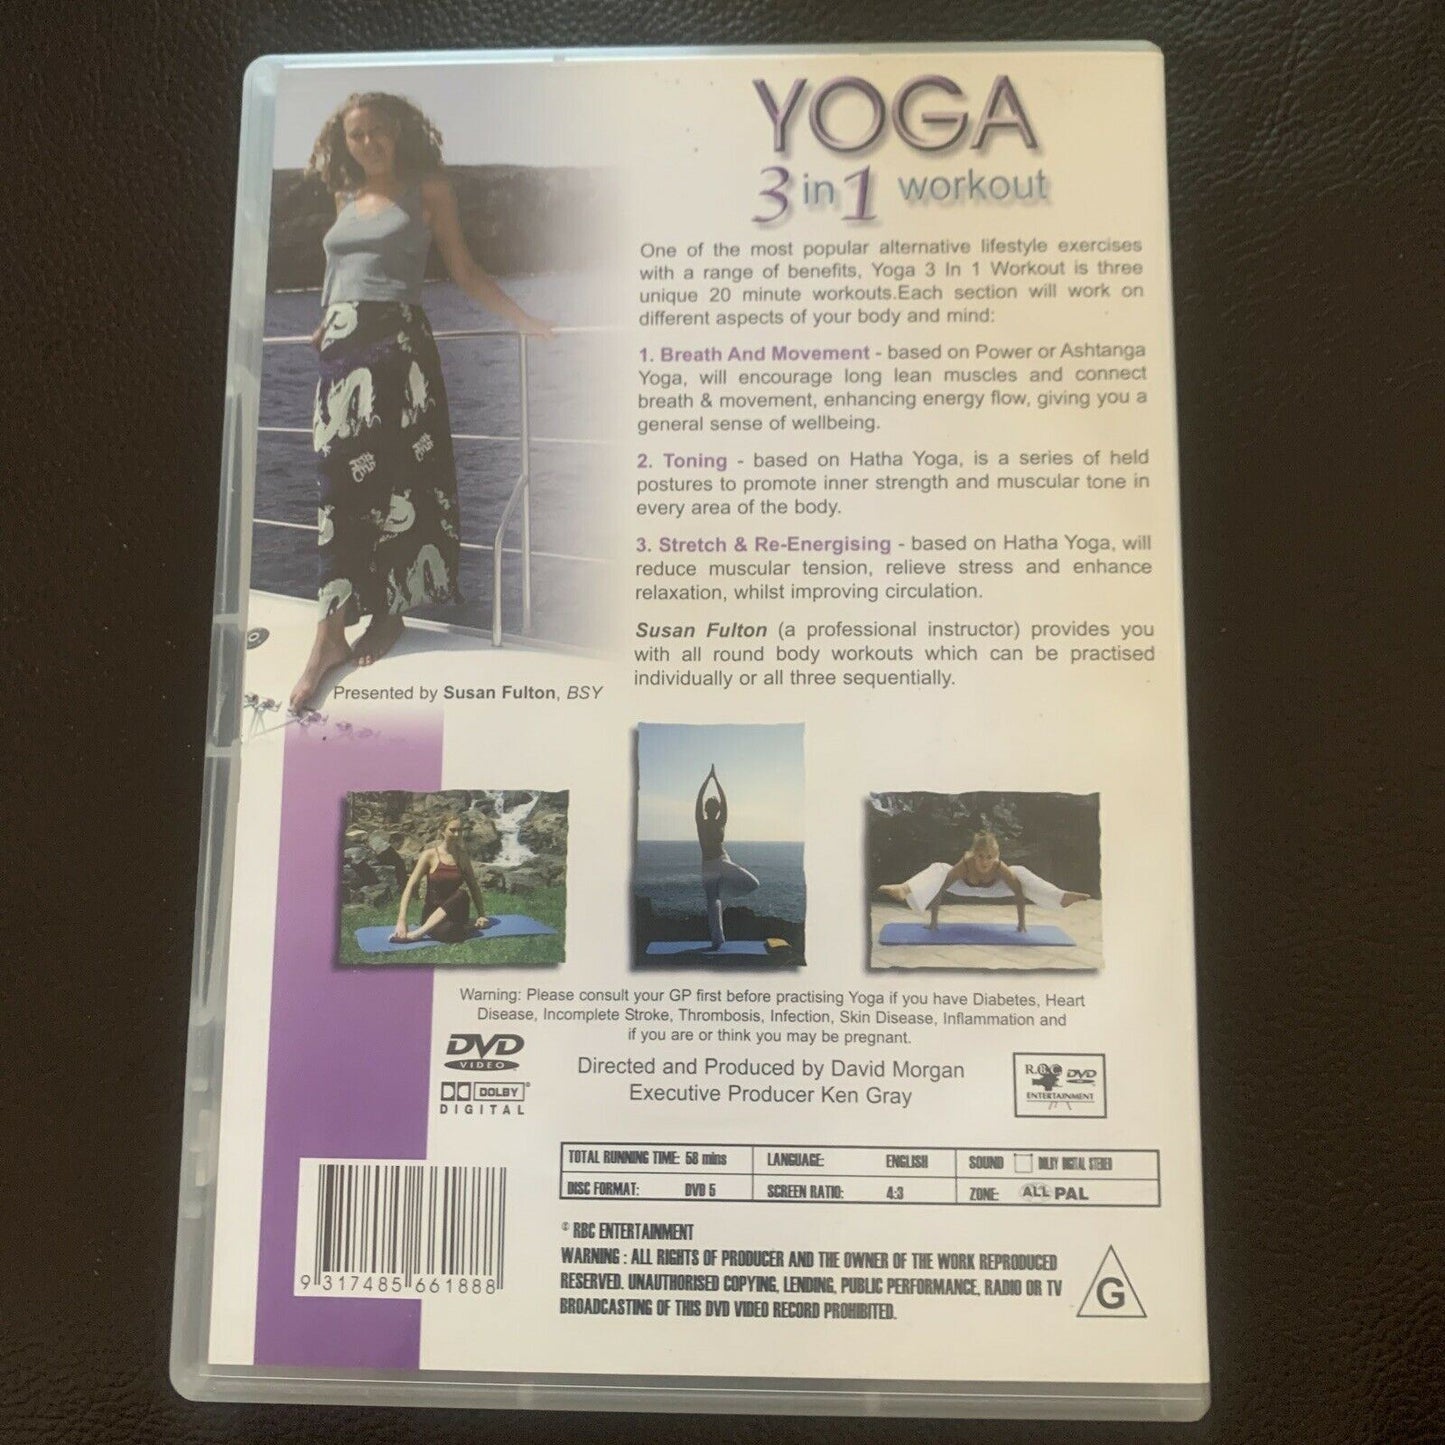 YOGA
3 in 1 workout
One of the most popular alternative lifestyle exercises
with a range of benefits, Yoga 3 In 1 Workout is three
unique 20 minute workouts.Each section will work on
different aspects of your body and mind:
1. Breath And Movement - based on Power or Ashtanga
Yoga, will encourage long lean muscles and connect
breath & movement, enhancing energy flow, giving you a
general sense of wellbeing.
2. Toning - based on Hatha Yoga, is a series of held
postures to promote inner strength and muscular tone in
every area of the body.
3. Stretch & Re-Energising - based on Hatha Yoga, will
reduce muscular tension, relieve stress and enhance
relaxation, whilst improving circulation.
Susan Fulton (a professional instructor) provides you
with all round body workouts which can be practised
individually or all three sequentially.
Presented by Susan Fulton, BSY
Warning: Please consult your GP first before practising Yoga if you have Diabetes, Heart
Disease, Incomplete Stroke, Thrombosis, Infection, Skin Disease, Inflammation and
if you are or think you may be pregnant.
DVD
VIDEO
DOLBY
DIGITAL
Directed and Produced by David Morgan
Executive Producer Ken Gray
RBC DVD
ENTERTAINMENT
TOTAL RUNNING TIME: 58 mins LANGUAGE: ENGLISH SOUND DOLBY DIGITAL STEREO
DISC FORMAT: DVD 5 SCREEN RATIO: 4:3 ZONE: ALL PAL
© RBC ENTERTAINMENT
WARNING : ALL RIGHTS OF PRODUCER AND THE OWNER OF THE WORK REPRODUCED
RESERVED. UNAUTHORISED COPYING, LENDING, PUBLIC PERFORMANCE, RADIO OR TV
BROADCASTING OF THIS DVD VIDEO RECORD PROHIBITED.
G
9 317485 661888